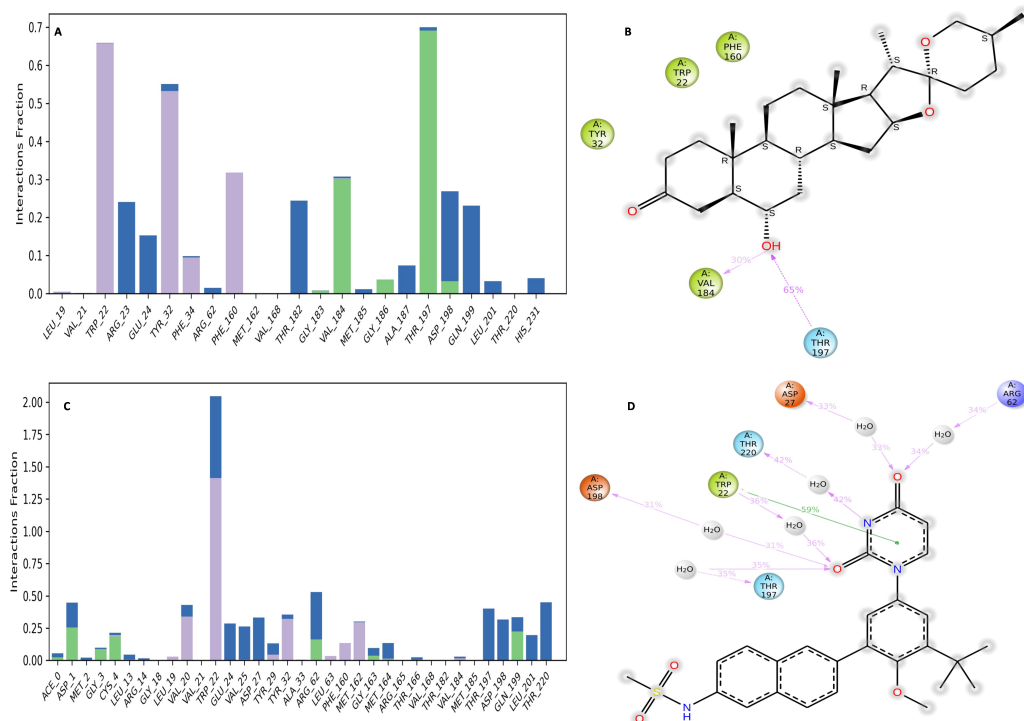 A
Interactions Fraction
0.7
0.6
0.5
0.4
0.3
0.2
0.1
0.0
LEU_19
VAL_21
TRP_22
ARG_23
GLU_24
TYR_32
PHE_34
ARG_62
PHE_160
MET_162
VAL_168
THR_182
GLY_183
VAL_184
MET_185
GLY_186
ALA_187
THR_197
ASP_198
GLN_199
LEU_201
THR_220
HIS_231
B
A:
PHE
160
A:
TRP
22
A:
TYR
32
S
O
S
R
R
S
O
S
S
S
R
R
S
S
O
OH
30%
A:
VAL
184
65%
A:
THR
197
C
Interactions Fraction
2.00
1.75
1.50
1.25
1.00
0.75
0.50
0.25
0.00
ACE_0
ASP_1
MET_2
GLU_3
CYS_4
LEU_13
ARG_14
GLY_18
LEU_19
VAL_20
VAL_21
TRP_22
GLU_24
VAL_25
ASP_27
TYR_29
TYR_32
ALA_33
ARG_62
LEU_63
PHE_160
MET_162
GLY_163
MET_164
ARG_165
THR_166
VAL_168
THR_182
VAL_184
MET_185
THR_197
ASP_198
GLN_199
LEU_201
THR_220
D
A:
ASP
27
A:
ARG
62
33%
34%
H₂O
H₂O
33%
34%
A:
THR
220
42%
H₂O
42%
A:
TRP
22
59%
36%
H₂O
36%
A:
ASP
198
31%
H₂O
31%
H₂O
35%
35%
A:
THR
197
O
N
O
N
O
O
S
O
N
H